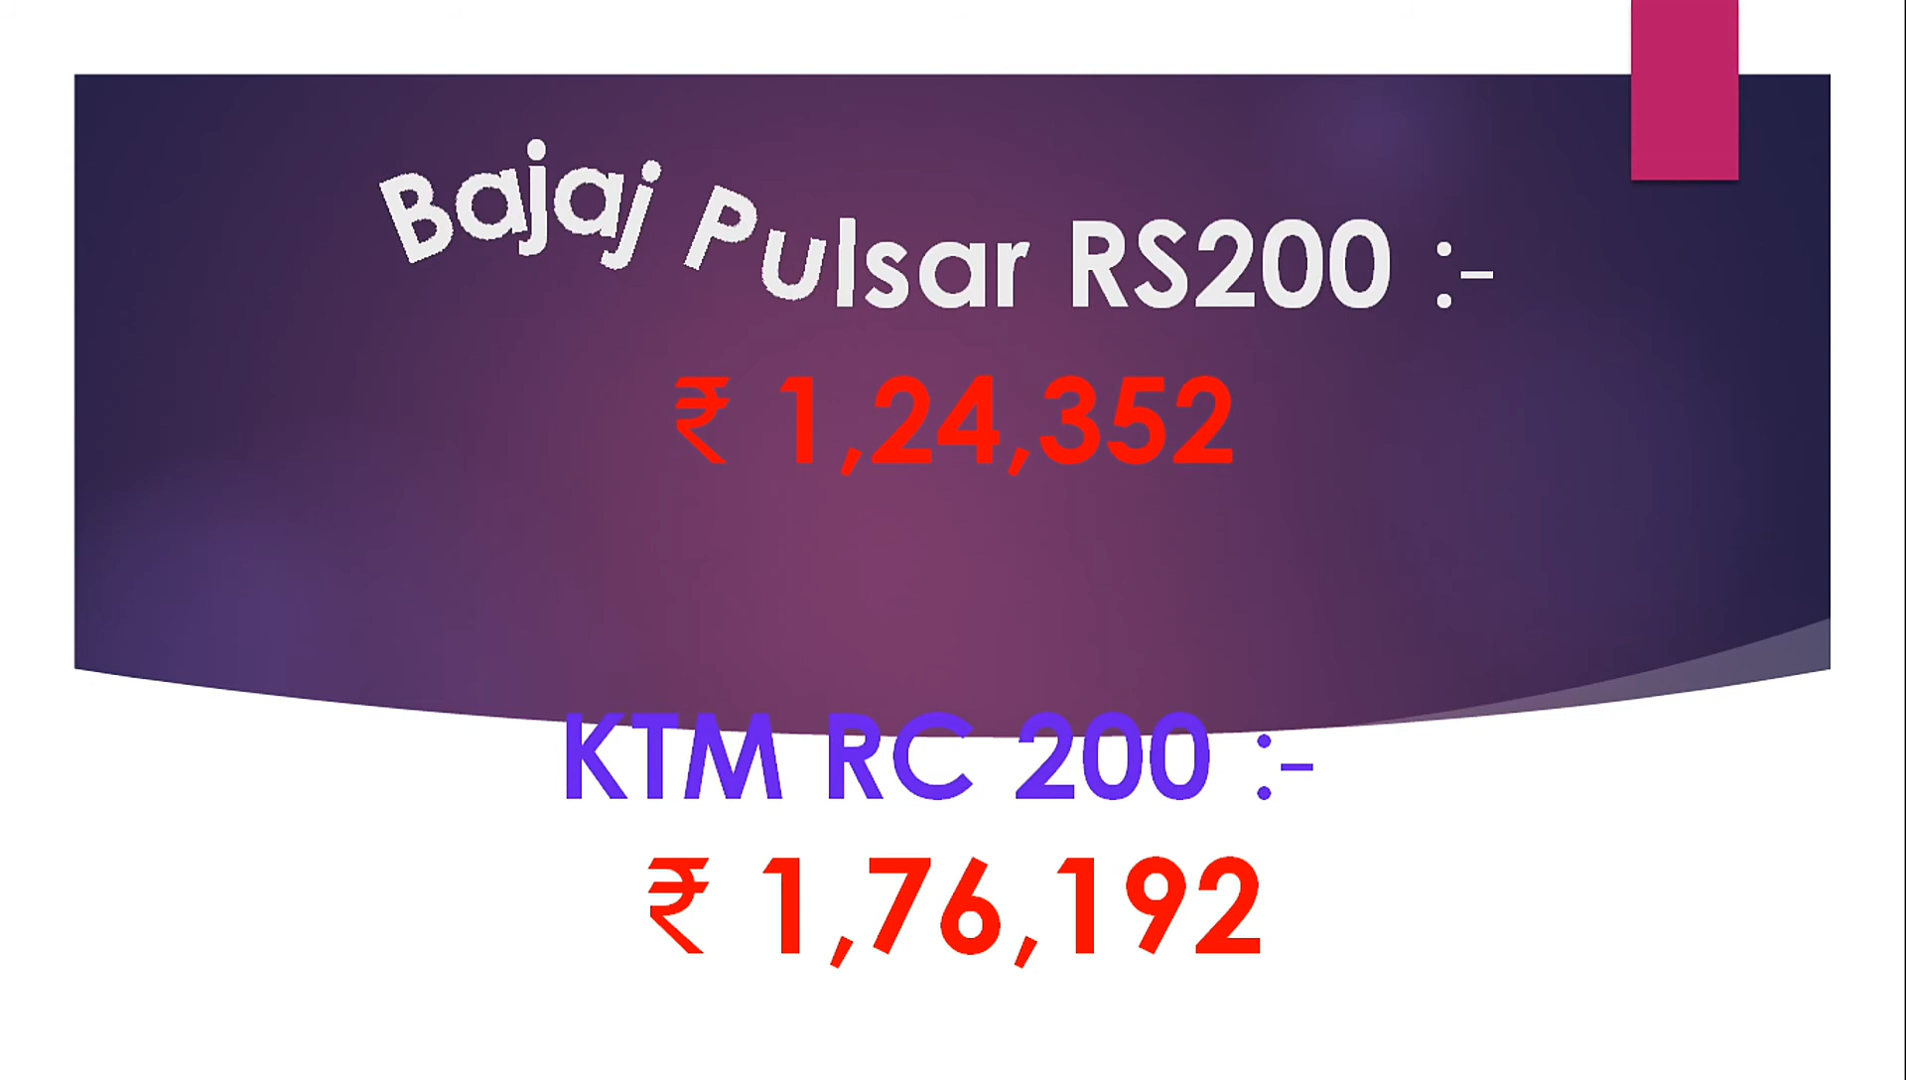 Bajaj Pulsar RS200 :-
₹ 1,24,352
KTM RC 200 :-
₹ 1,76,192